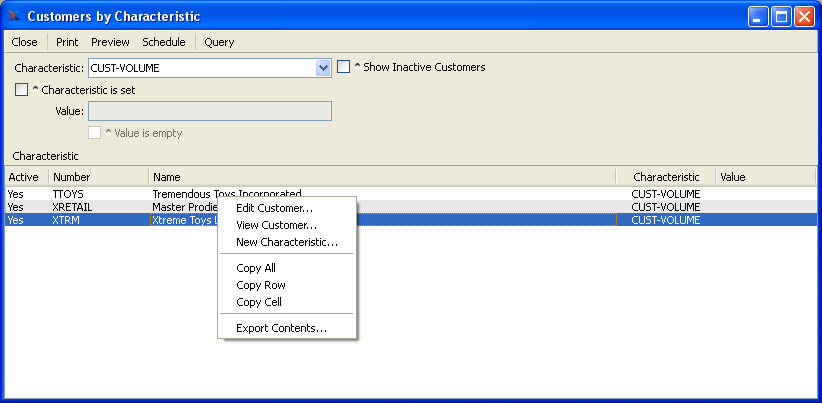 Customers by Characteristic
Close Print Preview Schedule Query
Characteristic: CUST-VOLUME ^ Show Inactive Customers
^ Characteristic is set
Value:
^ Value is empty
Characteristic
Active Number Name Characteristic Value
Yes TTOYS Tremendous Toys Incorporated CUST-VOLUME
Yes XRETAIL Master Prodie CUST-VOLUME
Yes XTRM Xtreme Toys L CUST-VOLUME
Edit Customer...
View Customer...
New Characteristic...
Copy All
Copy Row
Copy Cell
Export Contents...